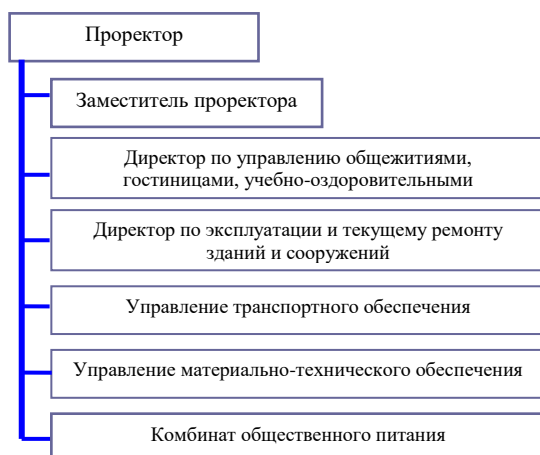 Проректор
Заместитель проректора
Директор по управлению общежитиями,
гостиницами, учебно-оздоровительными
Директор по эксплуатации и текущему ремонту
зданий и сооружений
Управление транспортного обеспечения
Управление материально-технического обеспечения
Комбинат общественного питания